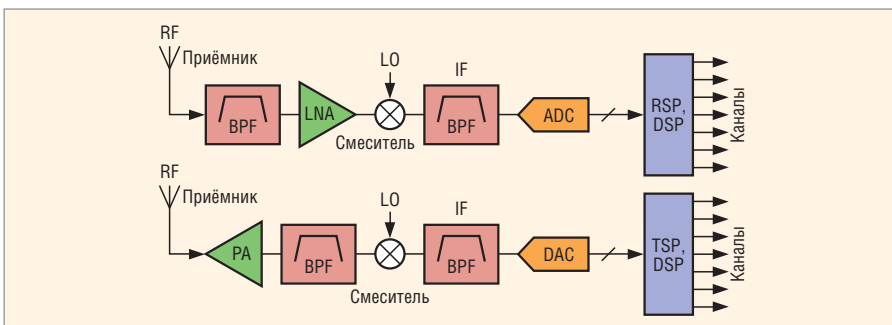 RF
Приёмник
BPF
LNA
LO
Смеситель
IF
BPF
ADC
RSP,
DSP
Каналы
RF
Приёмник
PA
BPF
LO
Смеситель
IF
BPF
DAC
TSP,
DSP
Каналы